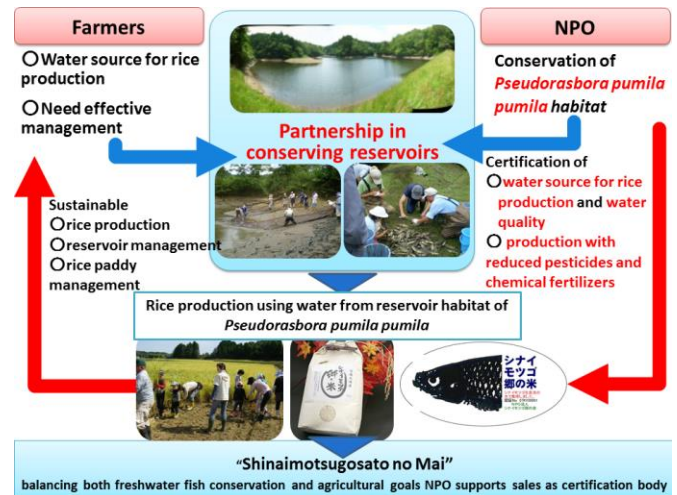 Farmers
NPO
○Water source for rice
production
○Need effective
management
Conservation of
Pseudorasbora pumila
pumila habitat
Partnership in
conserving reservoirs
Sustainable
○rice production
○reservoir management
○rice paddy
management
Certification of
○water source for rice
production and water
quality
○ production with
reduced pesticides and
chemical fertilizers
Rice production using water from reservoir habitat of
Pseudorasbora pumila pumila
シナイ
モツゴ
郷の米
“Shinaimotsugosato no Mai”
balancing both freshwater fish conservation and agricultural goals NPO supports sales as certification body